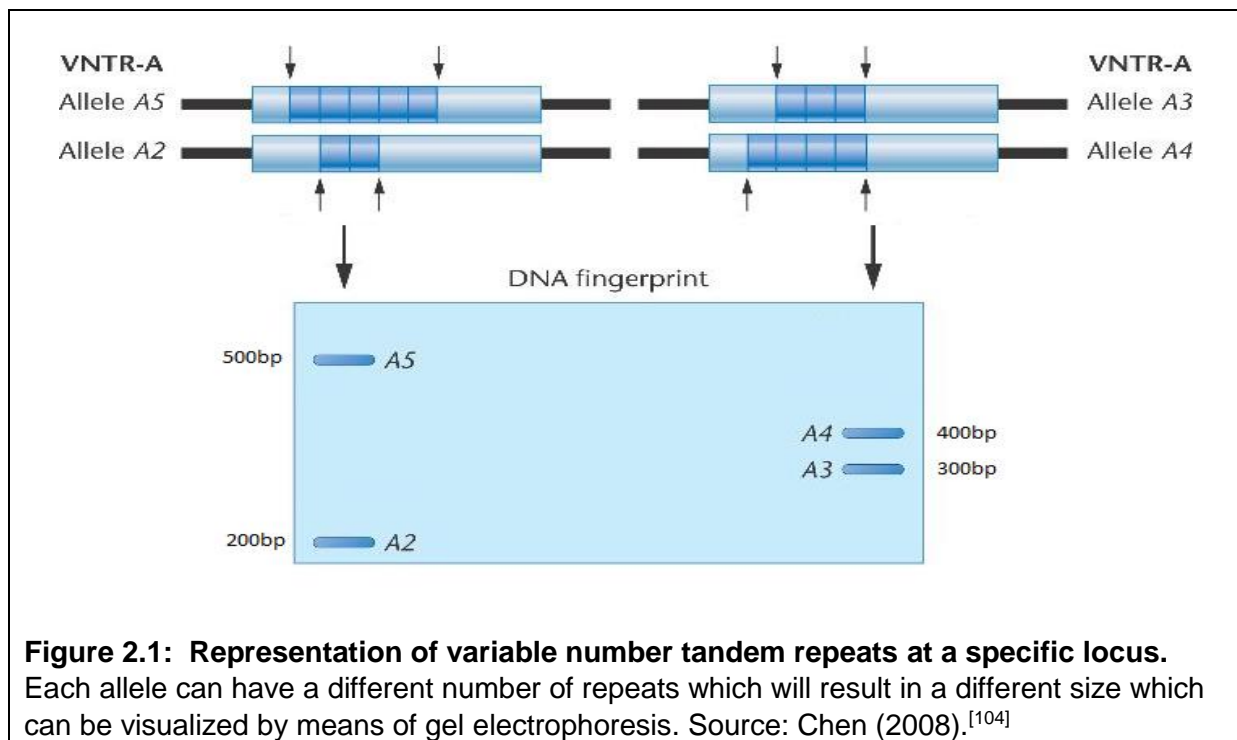 VNTR-A
Allele A5
Allele A2
VNTR-A
Allele A3
Allele A4
DNA fingerprint
500bp
A5
A4
400bp
A3
300bp
200bp
A2
Figure 2.1: Representation of variable number tandem repeats at a specific locus.
Each allele can have a different number of repeats which will result in a different size which
can be visualized by means of gel electrophoresis. Source: Chen (2008).[104]